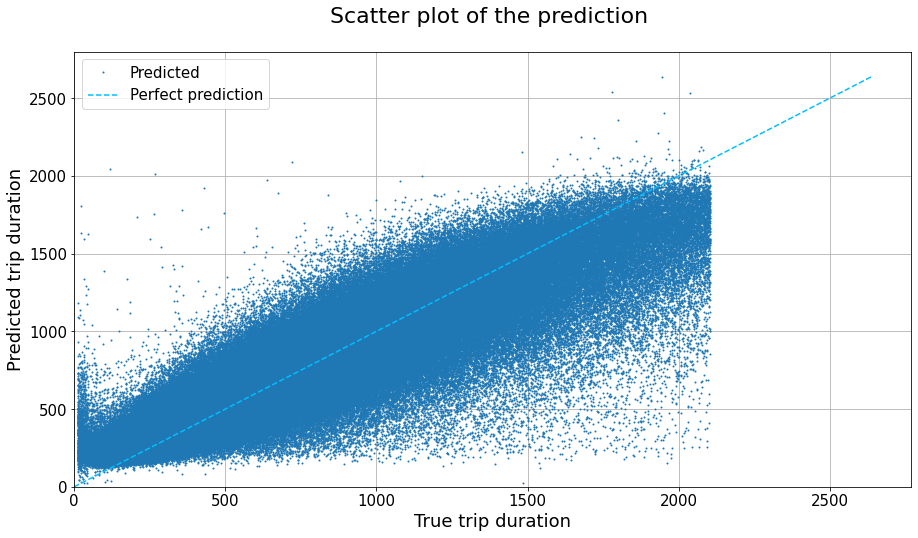 Scatter plot of the prediction
Predicted
Perfect prediction
Predicted trip duration
2500
2000
1500
1000
500
0
0 500 1000 1500 2000 2500
True trip duration